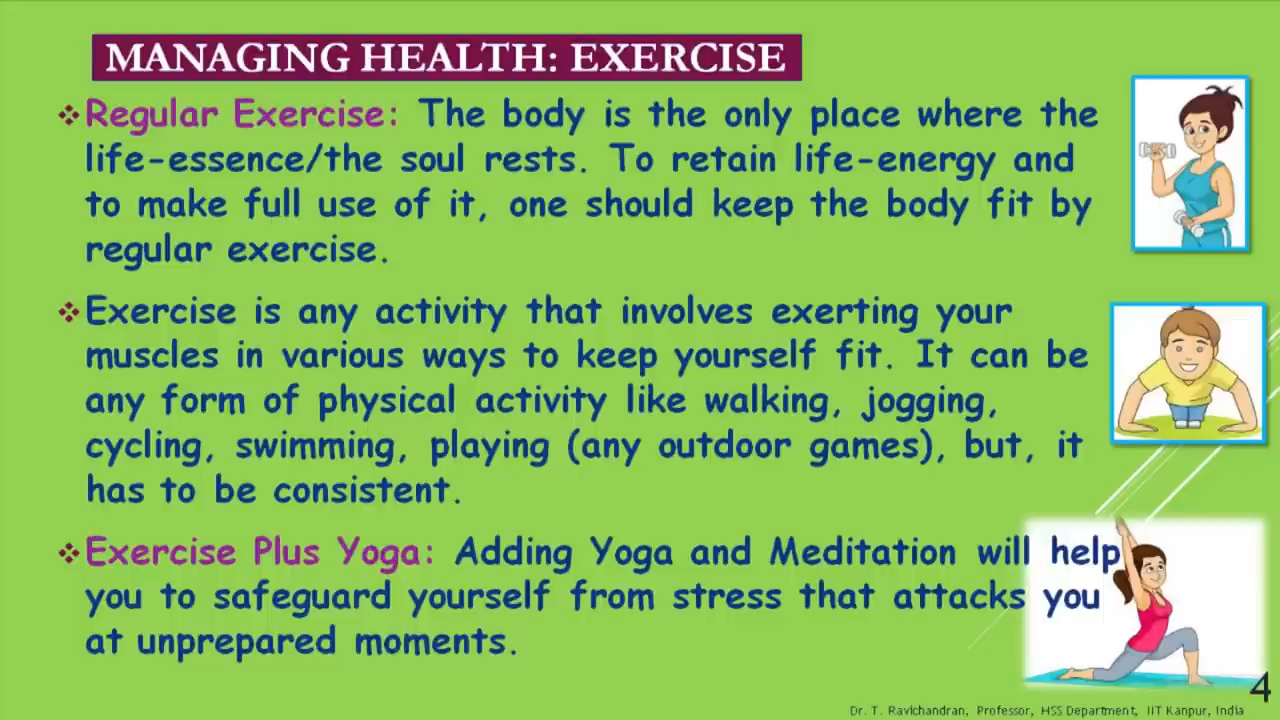 MANAGING HEALTH: EXERCISE
❖Regular Exercise: The body is the only place where the
life-essence/the soul rests. To retain life-energy and
to make full use of it, one should keep the body fit by
regular exercise.
❖Exercise is any activity that involves exerting your
muscles in various ways to keep yourself fit. It can be
any form of physical activity like walking, jogging,
cycling, swimming, playing (any outdoor games), but, it
has to be consistent.
❖Exercise Plus Yoga: Adding Yoga and Meditation will help
you to safeguard yourself from stress that attacks you
at unprepared moments.
4
Dr. T. Ravichandran, Professor, HSS Department, IIT Kanpur, India